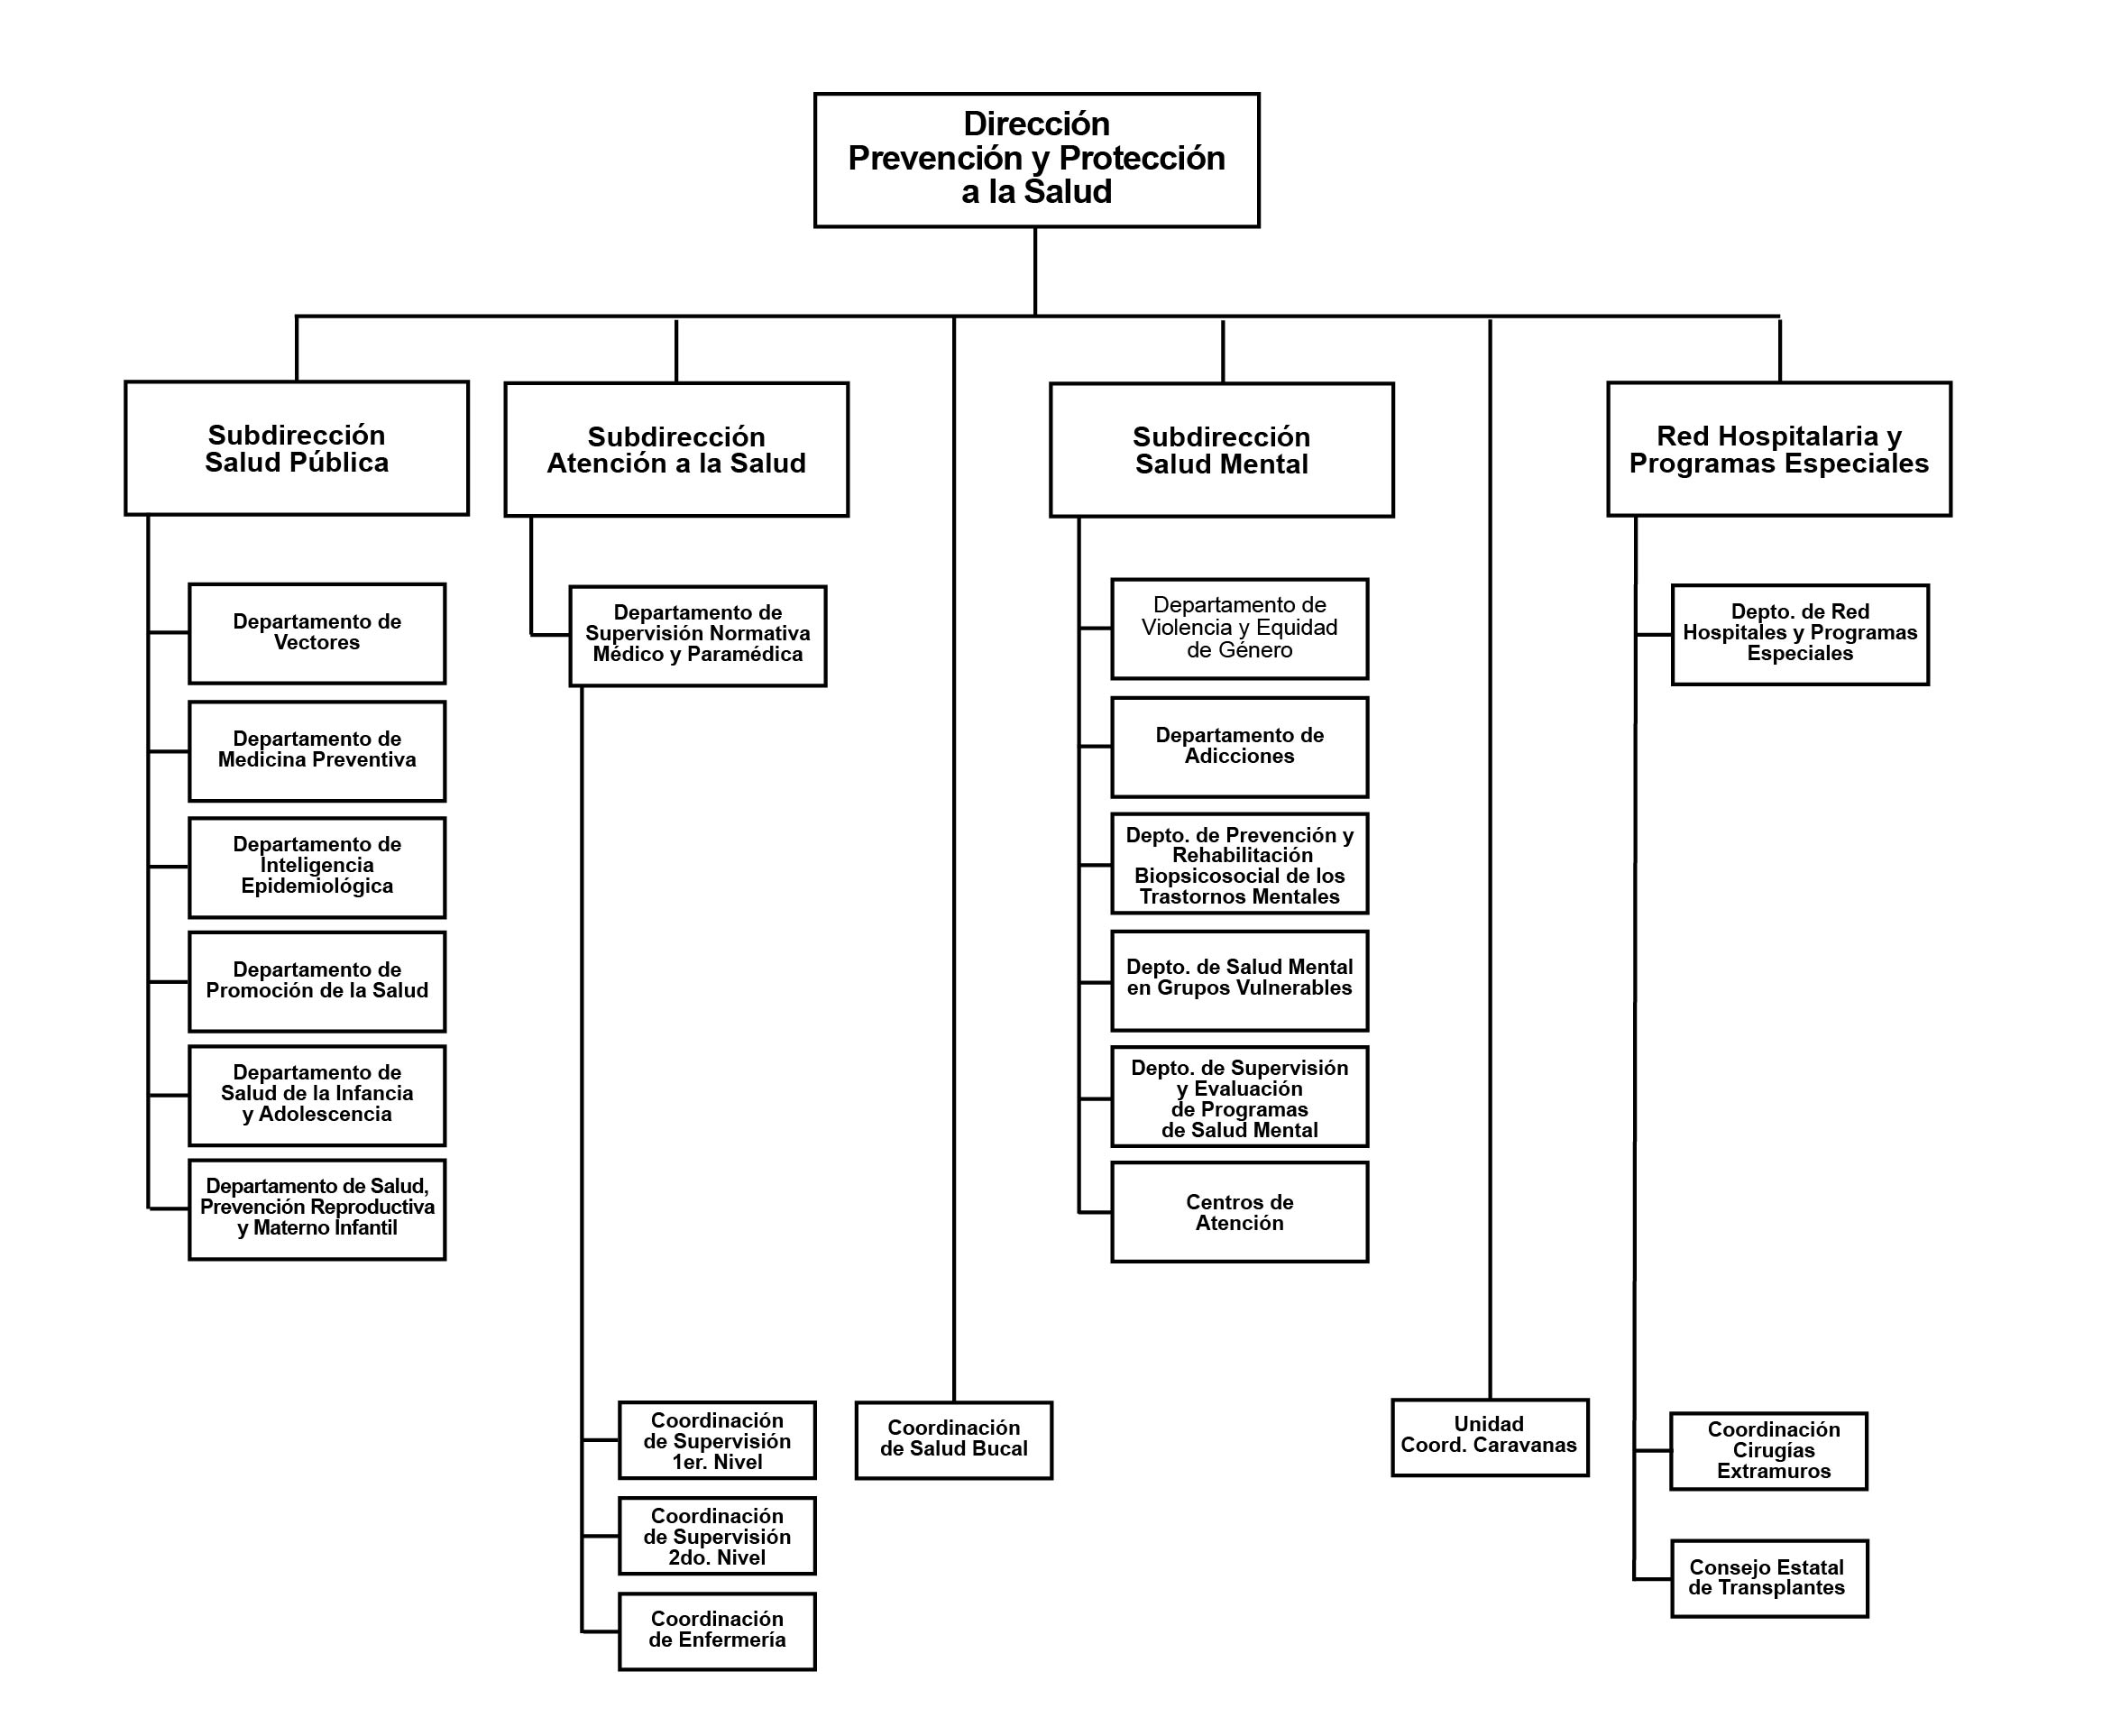 Dirección
Prevención y Protección
a la Salud
Subdirección
Salud Pública
Subdirección
Atención a la Salud
Subdirección
Salud Mental
Red Hospitalaria y
Programas Especiales
Departamento de
Vectores
Departamento de
Medicina Preventiva
Departamento de
Inteligencia
Epidemiológica
Departamento de
Promoción de la Salud
Departamento de
Salud de la Infancia
y Adolescencia
Departamento de Salud,
Prevención Reproductiva
y Materno Infantil
Departamento de
Supervisión Normativa
Médico y Paramédica
Coordinación
de Supervisión
1er. Nivel
Coordinación
de Supervisión
2do. Nivel
Coordinación
de Enfermería
Coordinación
de Salud Bucal
Departamento de
Violencia y Equidad
de Género
Departamento de
Adicciones
Depto. de Prevención y
Rehabilitación
Biopsicosocial de los
Trastornos Mentales
Depto. de Salud Mental
en Grupos Vulnerables
Depto. de Supervisión
y Evaluación
de Programas
de Salud Mental
Centros de
Atención
Unidad
Coord. Caravanas
Depto. de Red
Hospitales y Programas
Especiales
Coordinación
Cirugías
Extramuros
Consejo Estatal
de Transplantes